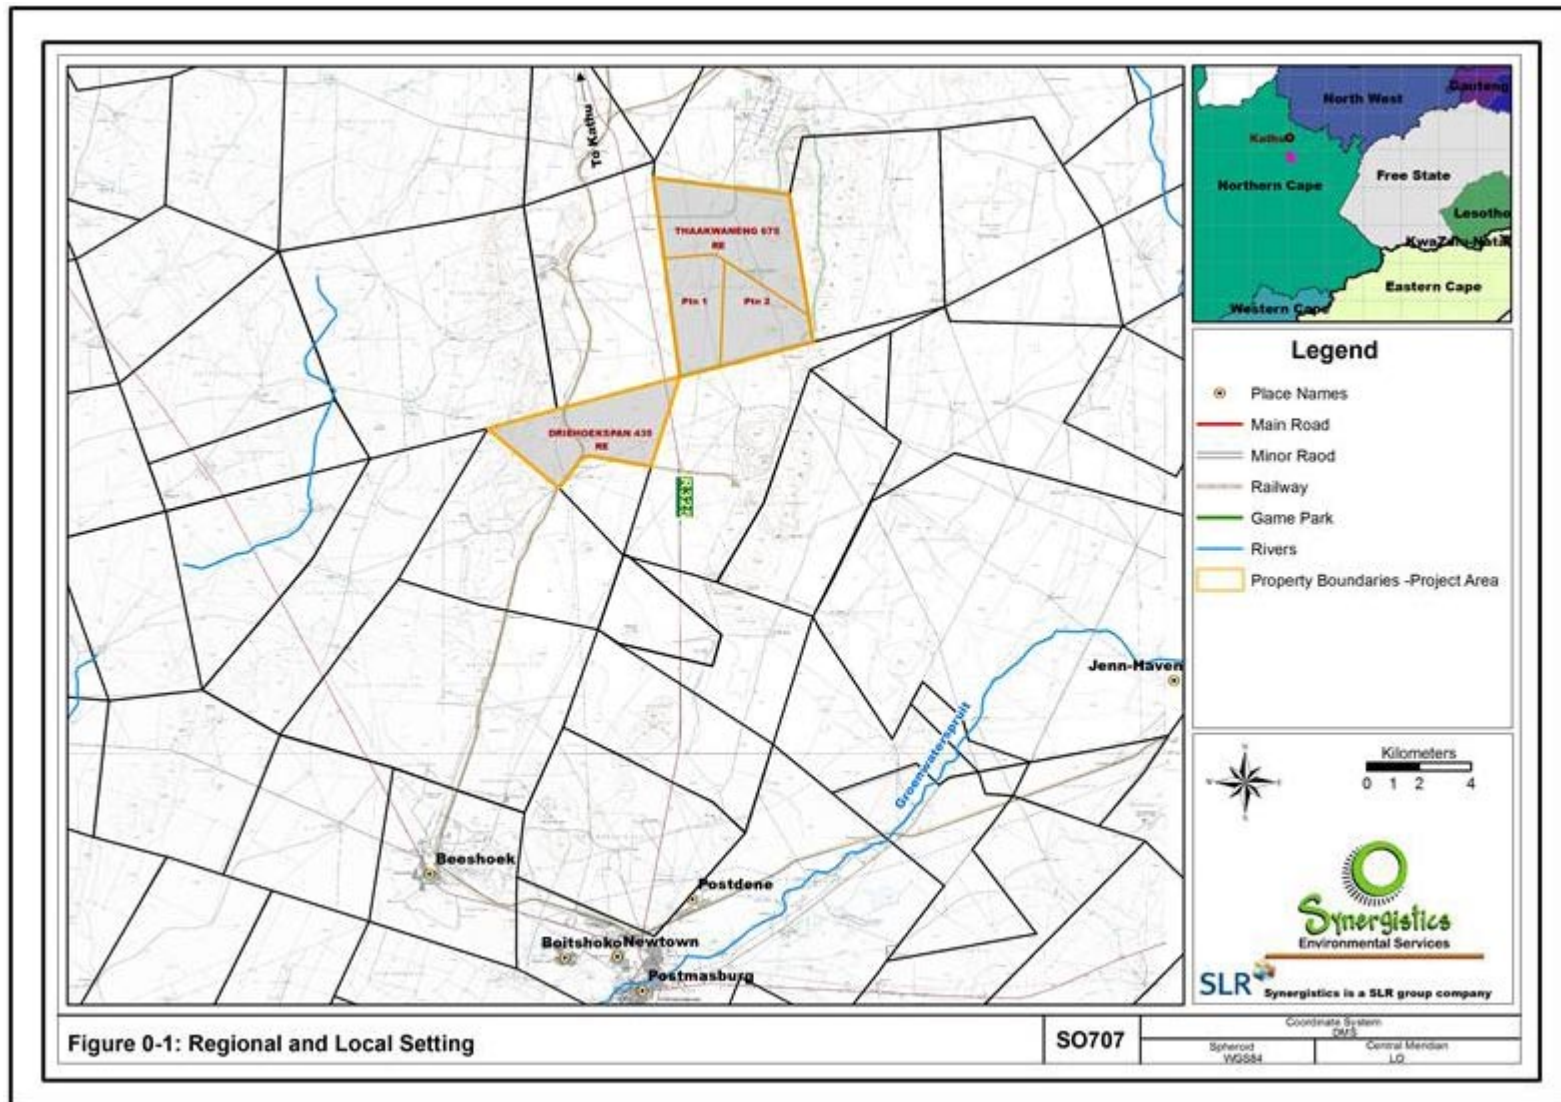 To Kathu
THAAKWANENG 675
RE
Ptn 1
Ptn 2
DRIEHOEKSPAN 435
RE
Jenn-Haven
Groenwaterspruit
Beeshoek
Postdene
Boitshoko
Newtown
Postmasburg
North West
Gauteng
Kathu
Northern Cape
Free State
Lesotho
KwaZulu-Natal
Eastern Cape
Western Cape
Legend
Place Names
Main Road
Minor Raod
Railway
Game Park
Rivers
Property Boundaries -Project Area
N
W
E
S
Kilometers
0 1 2 4
Synergistics
Environmental Services
SLR
Synergistics is a SLR group company
Figure 0-1: Regional and Local Setting
SO707
Coordinate System
DMS
Spheroid
WGS84
Central Meridian
LO